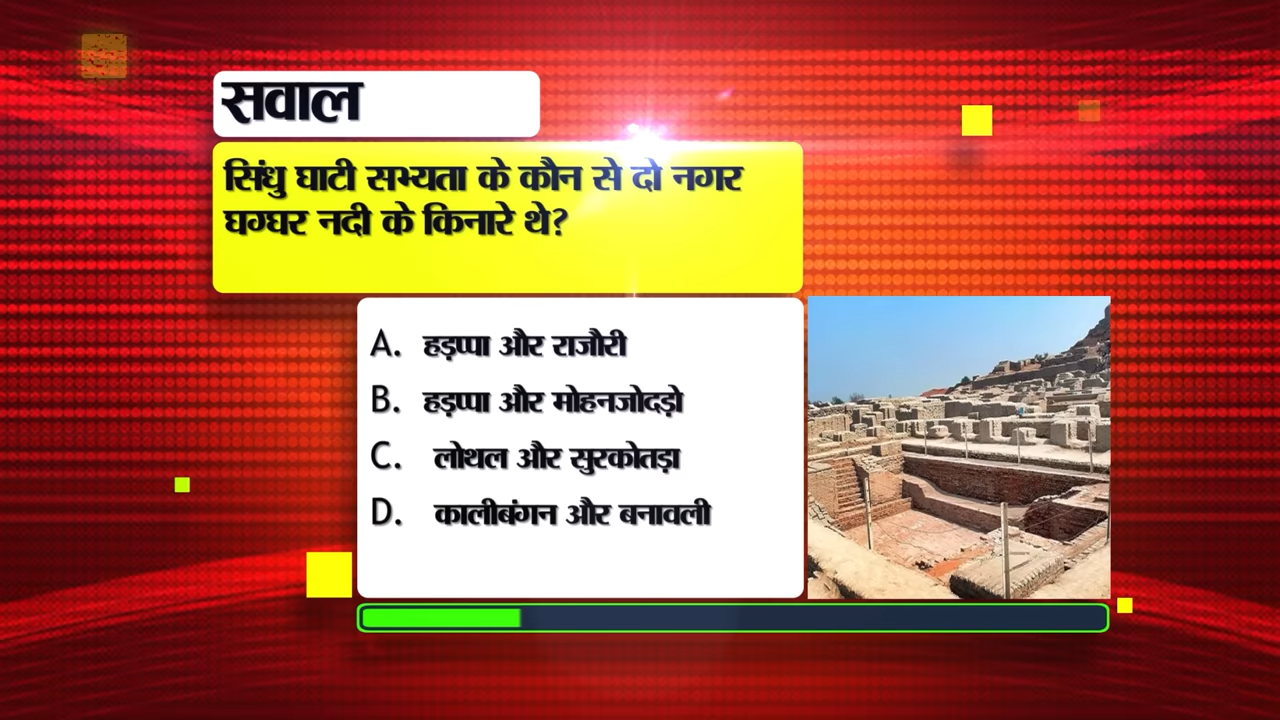 सवाल
सिंधु घाटी सभ्यता के कौन से दो नगर
घग्घर नदी के किनारे थे?
A. हड़प्पा और राजौरी
B. हड़प्पा और मोहनजोदड़ो
C. लोथल और सुरकोतड़ा
D. कालीबंगन और बनावली